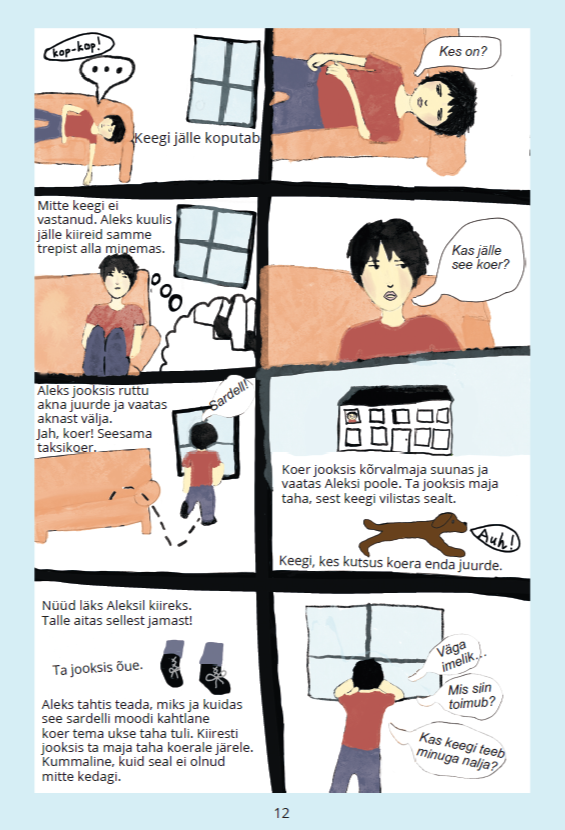 kop-kop!
Keegi jälle koputab
Kes on?
Mitte keegi ei
vastanud. Aleks kuulis
jälle kiireid samme
trepist alla minemas.
Kas jälle
see koer?
Aleks jooksis ruttu
akna juurde ja vaatas
aknast välja.
Jah, koer! Seesama
taksikoer.
Sardell!
Koer jooksis kõrvalmaja suunas ja
vaatas Aleksi poole. Ta jooksis maja
taha, sest keegi vilistas sealt.
Auh!
Keegi, kes kutsus koera enda juurde.
Nüüd läks Aleksil kiireks.
Talle aitas sellest jamast!
Ta jooksis õue.
Aleks tahtis teada, miks ja kuidas
see sardelli moodi kahtlane
koer tema ukse taha tuli. Kiiresti
jooksis ta maja taha koerale järele.
Kummaline, kuid seal ei olnud
mitte kedagi.
Väga
imelik...
Mis siin
toimub?
Kas keegi teeb
minuga nalja?
12